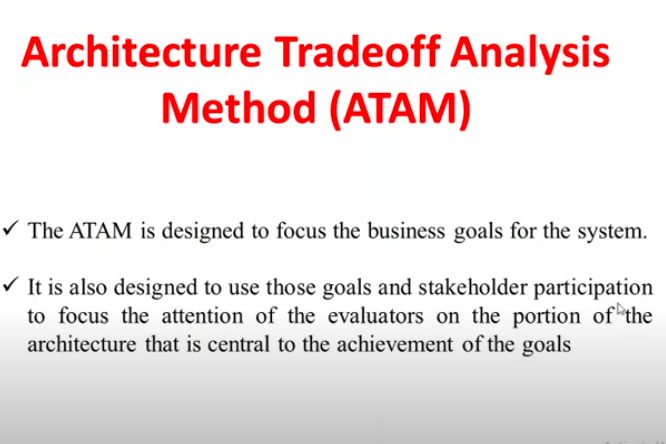 Architecture Tradeoff Analysis
Method (ATAM)
✓ The ATAM is designed to focus the business goals for the system.
✓ It is also designed to use those goals and stakeholder participation
to focus the attention of the evaluators on the portion of the
architecture that is central to the achievement of the goals